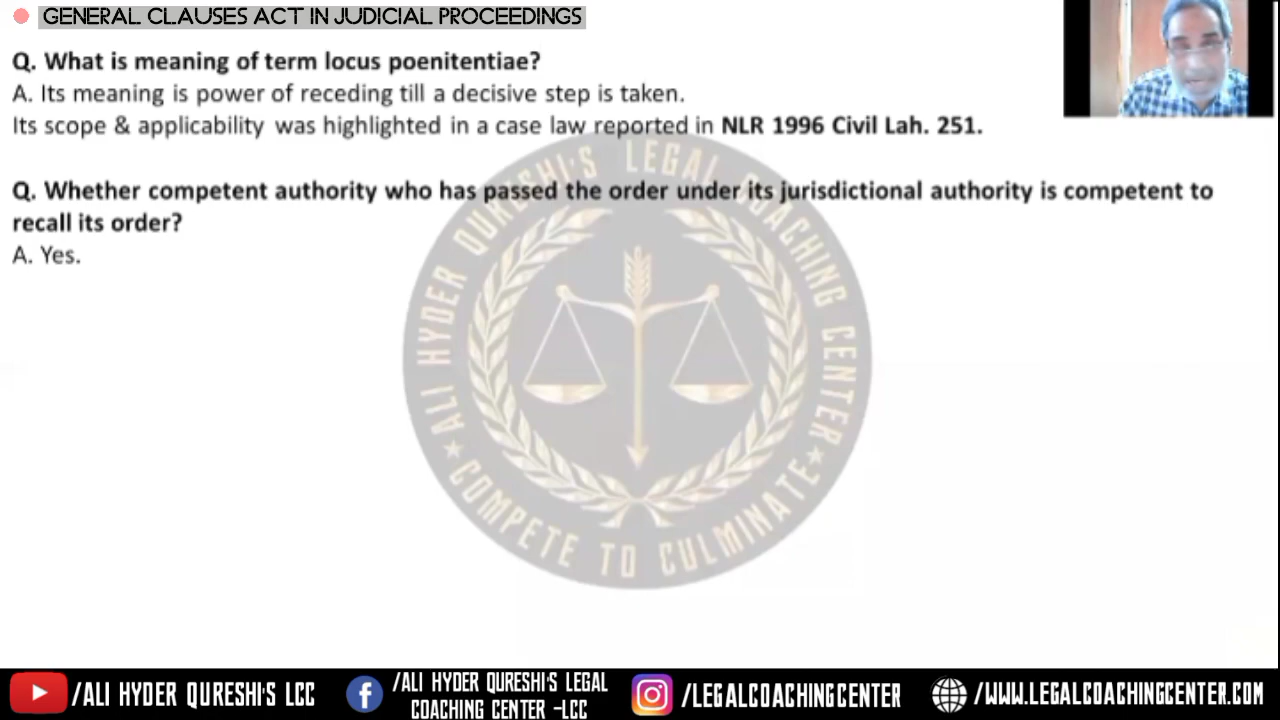 GENERAL CLAUSES ACT IN JUDICIAL PROCEEDINGS
Q. What is meaning of term locus poenitentiae?
A. Its meaning is power of receding till a decisive step is taken.
Its scope & applicability was highlighted in a case law reported in NLR 1996 Civil Lah. 251.
Q. Whether competent authority who has passed the order under its jurisdictional authority is competent to
recall its order?
A. Yes.
ALI HYDER QURESHI'S LEGAL COACHING CENTER
COMPETE TO CULMINATE
/ALI HYDER QURESHI'S LCC
/ALI HYDER QURESHI'S LEGAL
COACHING CENTER -LCC
/LEGALCOACHINGCENTER
/WWW.LEGALCOACHINGCENTER.COM